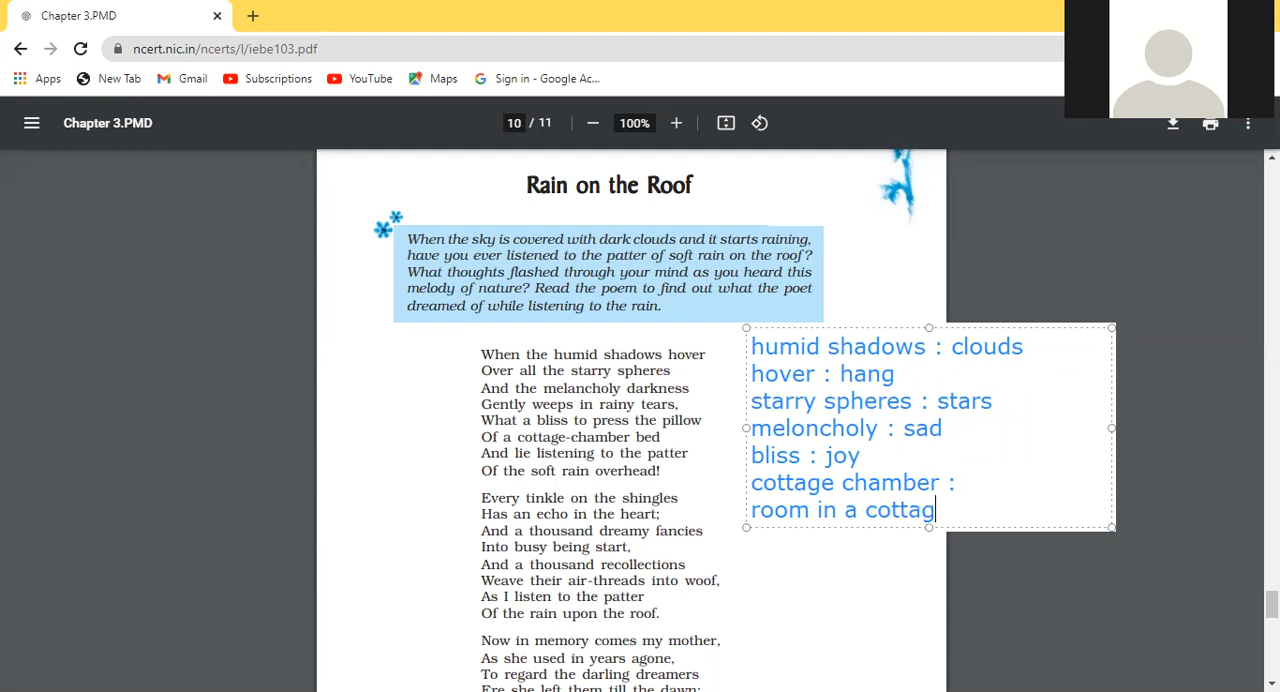 Chapter 3.PMD
ncert.nic.in/ncerts/l/iebe103.pdf
Apps New Tab Gmail Subscriptions YouTube Maps Sign in - Google Ac...
Chapter 3.PMD 10 / 11 100%
Rain on the Roof
When the sky is covered with dark clouds and it starts raining,
have you ever listened to the patter of soft rain on the roof?
What thoughts flashed through your mind as you heard this
melody of nature? Read the poem to find out what the poet
dreamed of while listening to the rain.
When the humid shadows hover
Over all the starry spheres
And the melancholy darkness
Gently weeps in rainy tears,
What a bliss to press the pillow
Of a cottage-chamber bed
And lie listening to the patter
Of the soft rain overhead!
humid shadows : clouds
hover : hang
starry spheres : stars
meloncholy : sad
bliss : joy
cottage chamber :
room in a cottag
Every tinkle on the shingles
Has an echo in the heart;
And a thousand dreamy fancies
Into busy being start,
And a thousand recollections
Weave their air-threads into woof,
As I listen to the patter
Of the rain upon the roof.
Now in memory comes my mother,
As she used in years agone,
To regard the darling dreamers
Ere she left them till the dawn: